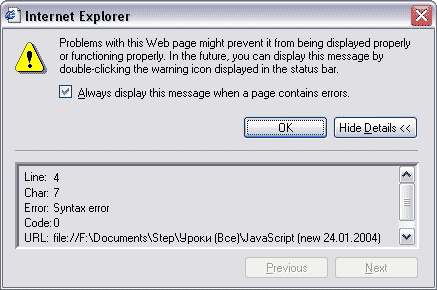 Internet Explorer
Problems with this Web page might prevent it from being displayed properly
or functioning properly. In the future, you can display this message by
double-clicking the warning icon displayed in the status bar.
Always display this message when a page contains errors.
OK
Hide Details <<
Line: 4
Char: 7
Error: Syntax error
Code: 0
URL: file://F:\Documents\Step\Уроки (Все)\JavaScript (new 24.01.2004)
Previous
Next